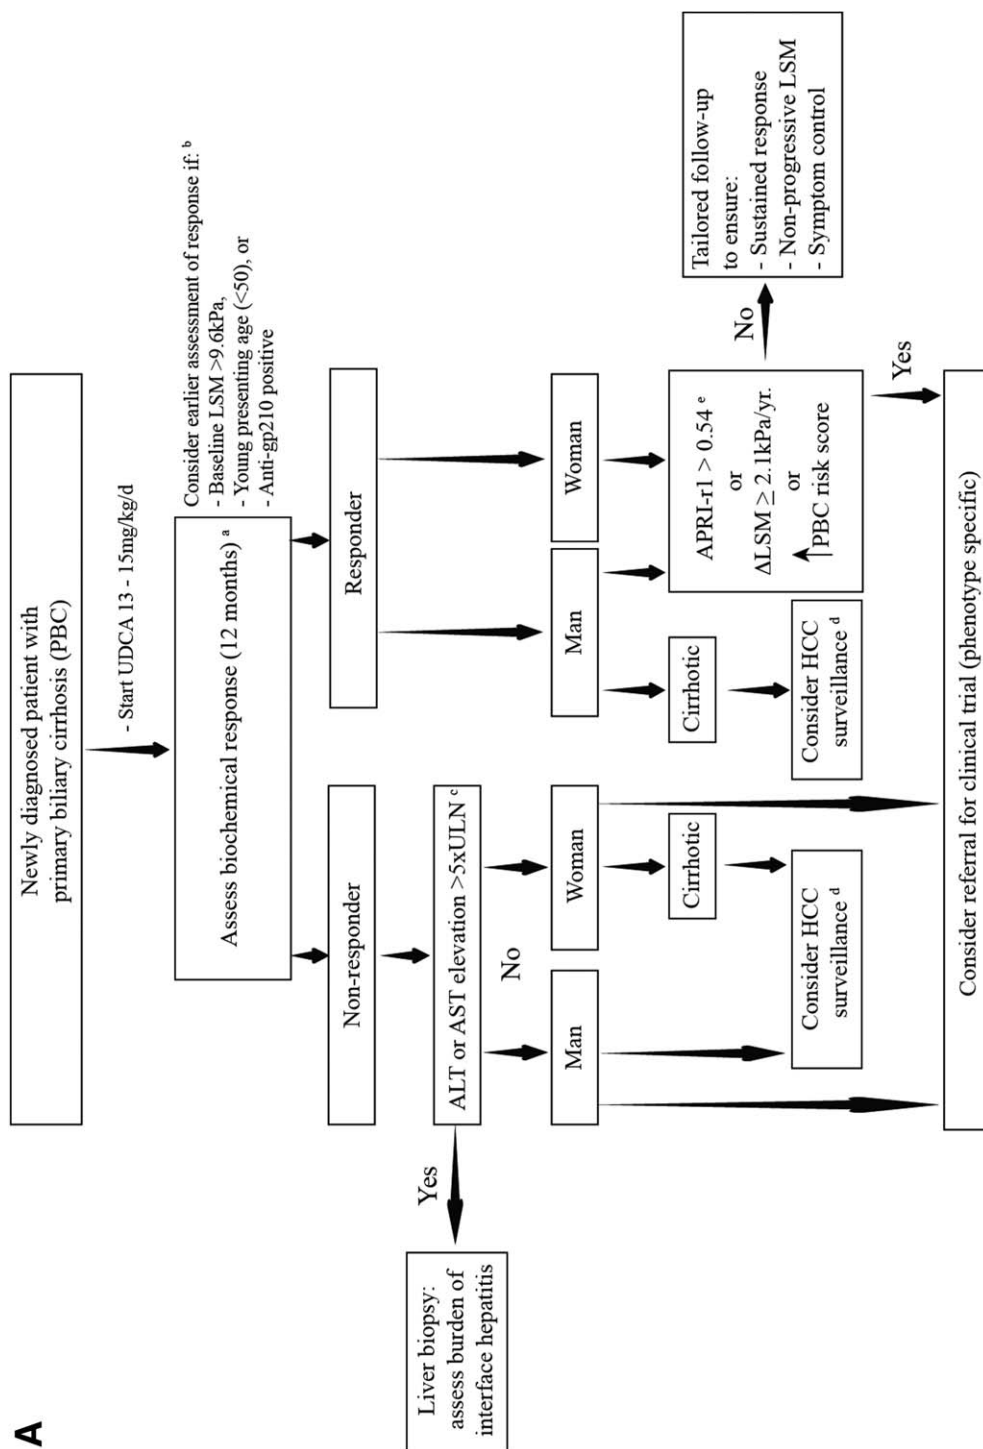 A
Newly diagnosed patient with
primary biliary cirrhosis (PBC)
- Start UDCA 13 - 15mg/kg/d
Assess biochemical response (12 months) a
Consider earlier assessment of response if: b
- Baseline LSM >9.6kPa,
- Young presenting age (<50), or
- Anti-gp210 positive
Non-responder
Responder
Liver biopsy:
assess burden of
interface hepatitis
Yes
ALT or AST elevation >5xULN c
No
Man
Woman
Man
Woman
Cirrhotic
Cirrhotic
Consider HCC
surveillance d
Consider HCC
surveillance d
Consider HCC
surveillance d
APRI-r1 > 0.54 e
or
ΔLSM ≥ 2.1kPa/yr.
or
↑PBC risk score
No
Tailored follow-up
to ensure:
- Sustained response
- Non-progressive LSM
- Symptom control
Yes
Consider referral for clinical trial (phenotype specific)